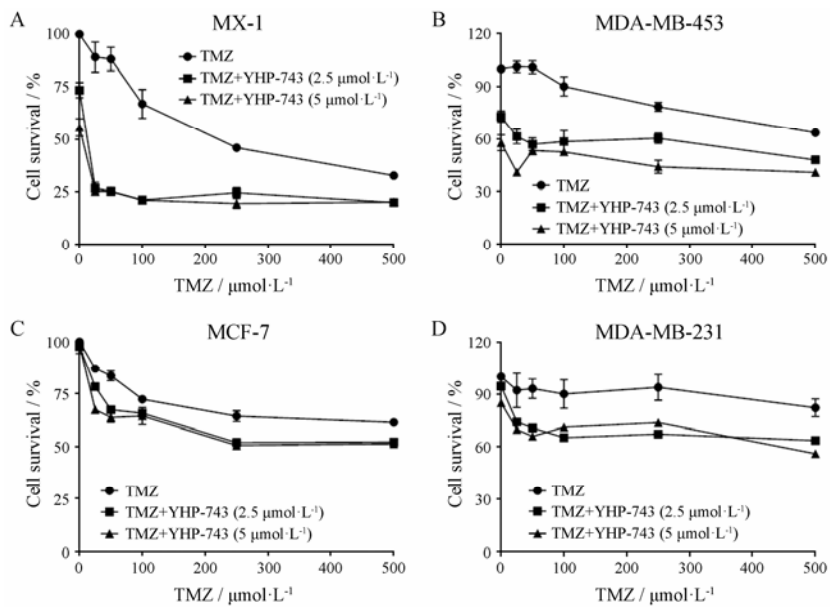 A
MX-1
100
75
50
25
0
Cell survival / %
TMZ
TMZ+YHP-743 (2.5 μmol·L⁻¹)
TMZ+YHP-743 (5 μmol·L⁻¹)
0 100 200 300 400 500
TMZ / μmol·L⁻¹
B
MDA-MB-453
120
90
60
30
0
Cell survival / %
TMZ
TMZ+YHP-743 (2.5 μmol·L⁻¹)
TMZ+YHP-743 (5 μmol·L⁻¹)
0 100 200 300 400 500
TMZ / μmol·L⁻¹
C
MCF-7
100
75
50
25
0
Cell survival / %
TMZ
TMZ+YHP-743 (2.5 μmol·L⁻¹)
TMZ+YHP-743 (5 μmol·L⁻¹)
0 100 200 300 400 500
TMZ / μmol·L⁻¹
D
MDA-MB-231
120
90
60
30
0
Cell survival / %
TMZ
TMZ+YHP-743 (2.5 μmol·L⁻¹)
TMZ+YHP-743 (5 μmol·L⁻¹)
0 100 200 300 400 500
TMZ / μmol·L⁻¹